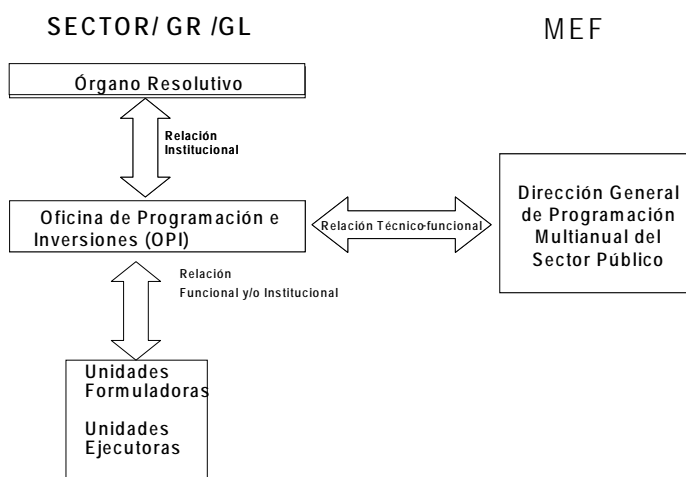 SECTOR/ GR /GL
MEF
Órgano Resolutivo
Relación
Institucional
Oficina de Programación e
Inversiones (OPI)
Relación Técnico-funcional
Dirección General
de Programación
Multianual del
Sector Público
Relación
Funcional y/o Institucional
Unidades
Formuladoras
Unidades
Ejecutoras